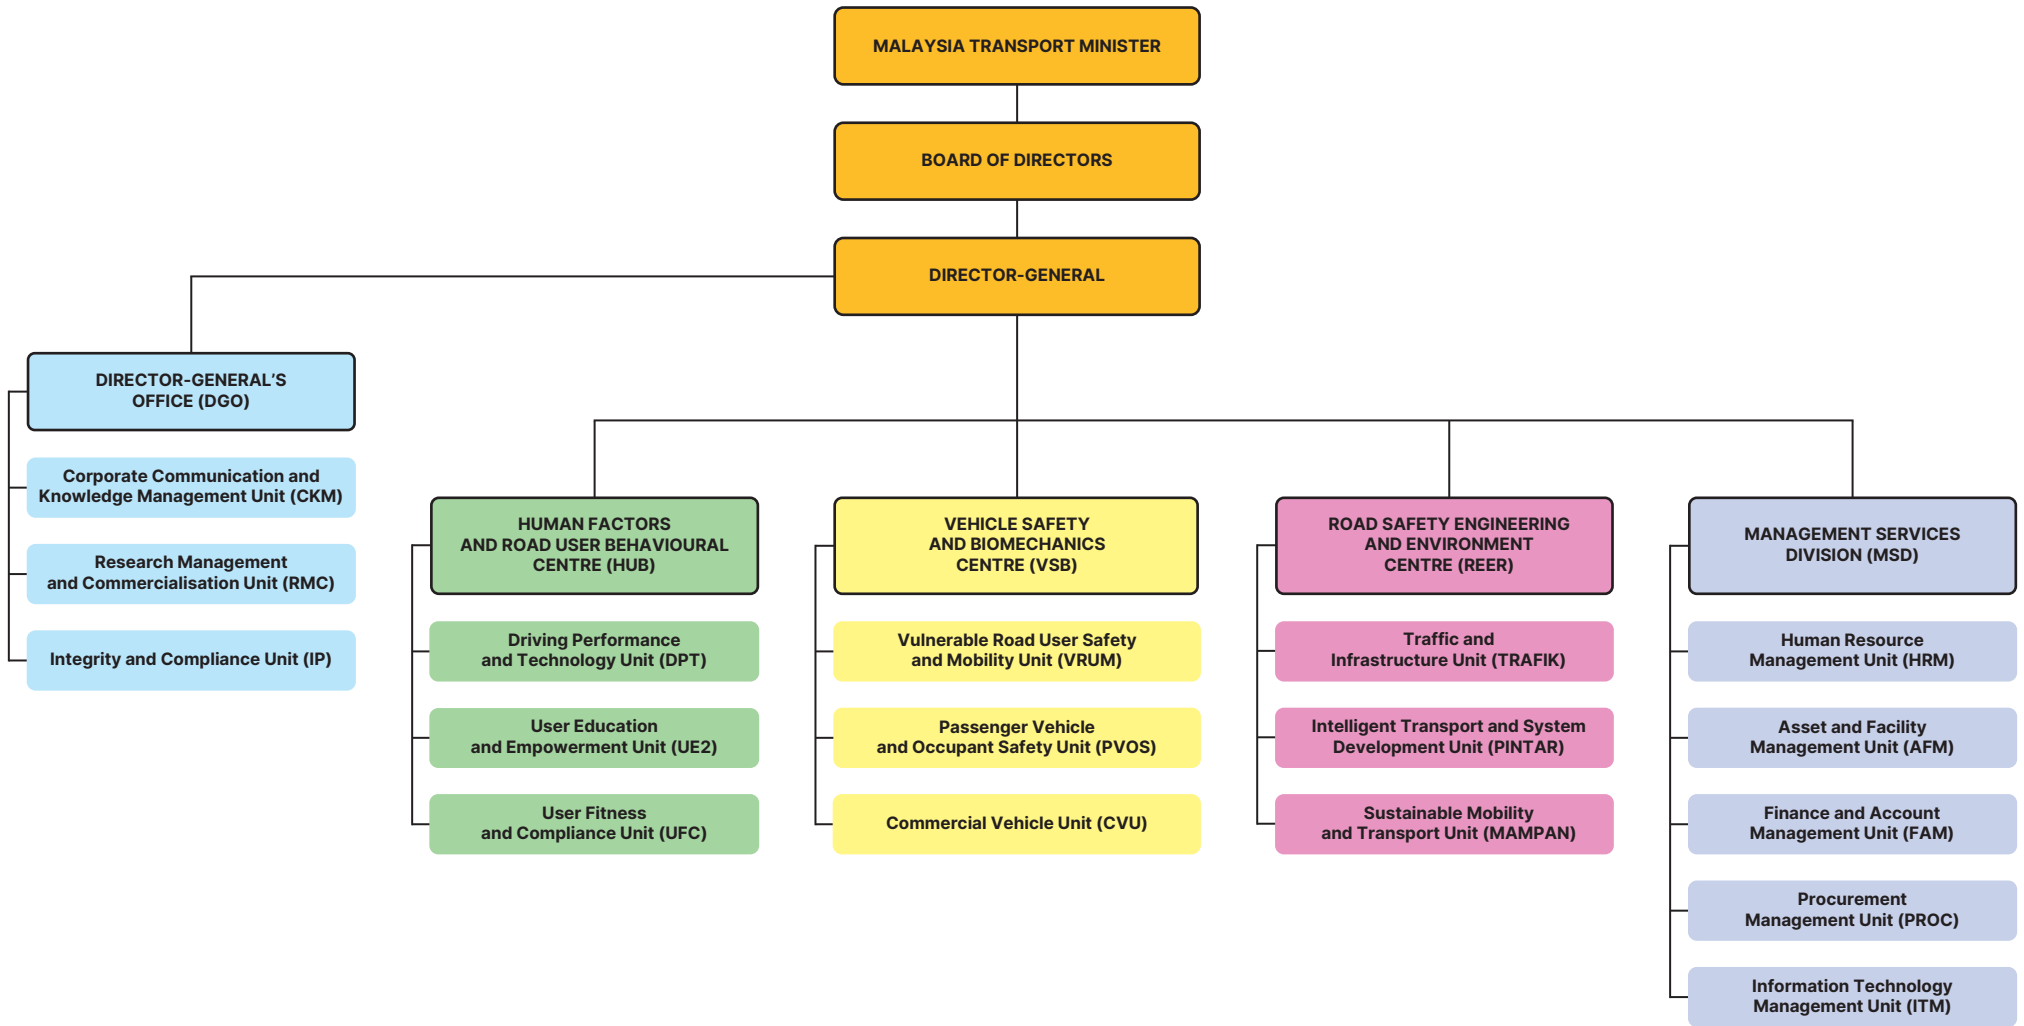 MALAYSIA TRANSPORT MINISTER
BOARD OF DIRECTORS
DIRECTOR-GENERAL
DIRECTOR-GENERAL’S
OFFICE (DGO)
Corporate Communication and
Knowledge Management Unit (CKM)
Research Management
and Commercialisation Unit (RMC)
Integrity and Compliance Unit (IP)
HUMAN FACTORS
AND ROAD USER BEHAVIOURAL
CENTRE (HUB)
Driving Performance
and Technology Unit (DPT)
User Education
and Empowerment Unit (UE2)
User Fitness
and Compliance Unit (UFC)
VEHICLE SAFETY
AND BIOMECHANICS
CENTRE (VSB)
Vulnerable Road User Safety
and Mobility Unit (VRUM)
Passenger Vehicle
and Occupant Safety Unit (PVOS)
Commercial Vehicle Unit (CVU)
ROAD SAFETY ENGINEERING
AND ENVIRONMENT
CENTRE (REER)
Traffic and
Infrastructure Unit (TRAFIK)
Intelligent Transport and System
Development Unit (PINTAR)
Sustainable Mobility
and Transport Unit (MAMPAN)
MANAGEMENT SERVICES
DIVISION (MSD)
Human Resource
Management Unit (HRM)
Asset and Facility
Management Unit (AFM)
Finance and Account
Management Unit (FAM)
Procurement
Management Unit (PROC)
Information Technology
Management Unit (ITM)